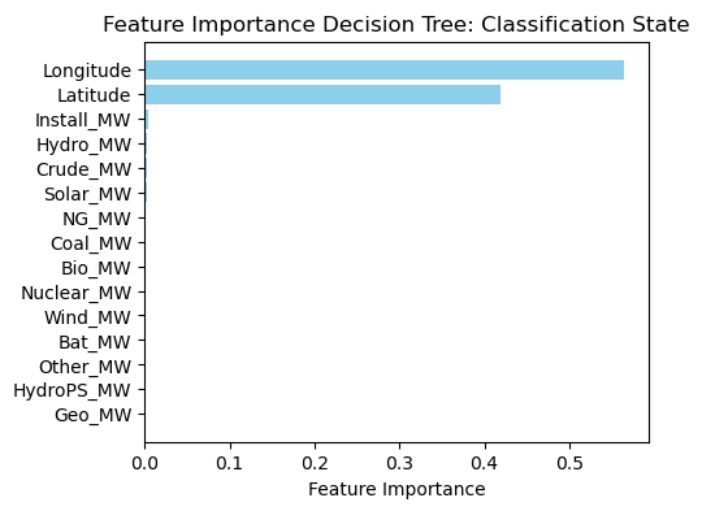 Feature Importance Decision Tree: Classification State
Longitude
Latitude
Install_MW
Hydro_MW
Crude_MW
Solar_MW
NG_MW
Coal_MW
Bio_MW
Nuclear_MW
Wind_MW
Bat_MW
Other_MW
HydroPS_MW
Geo_MW
0.0 0.1 0.2 0.3 0.4 0.5
Feature Importance